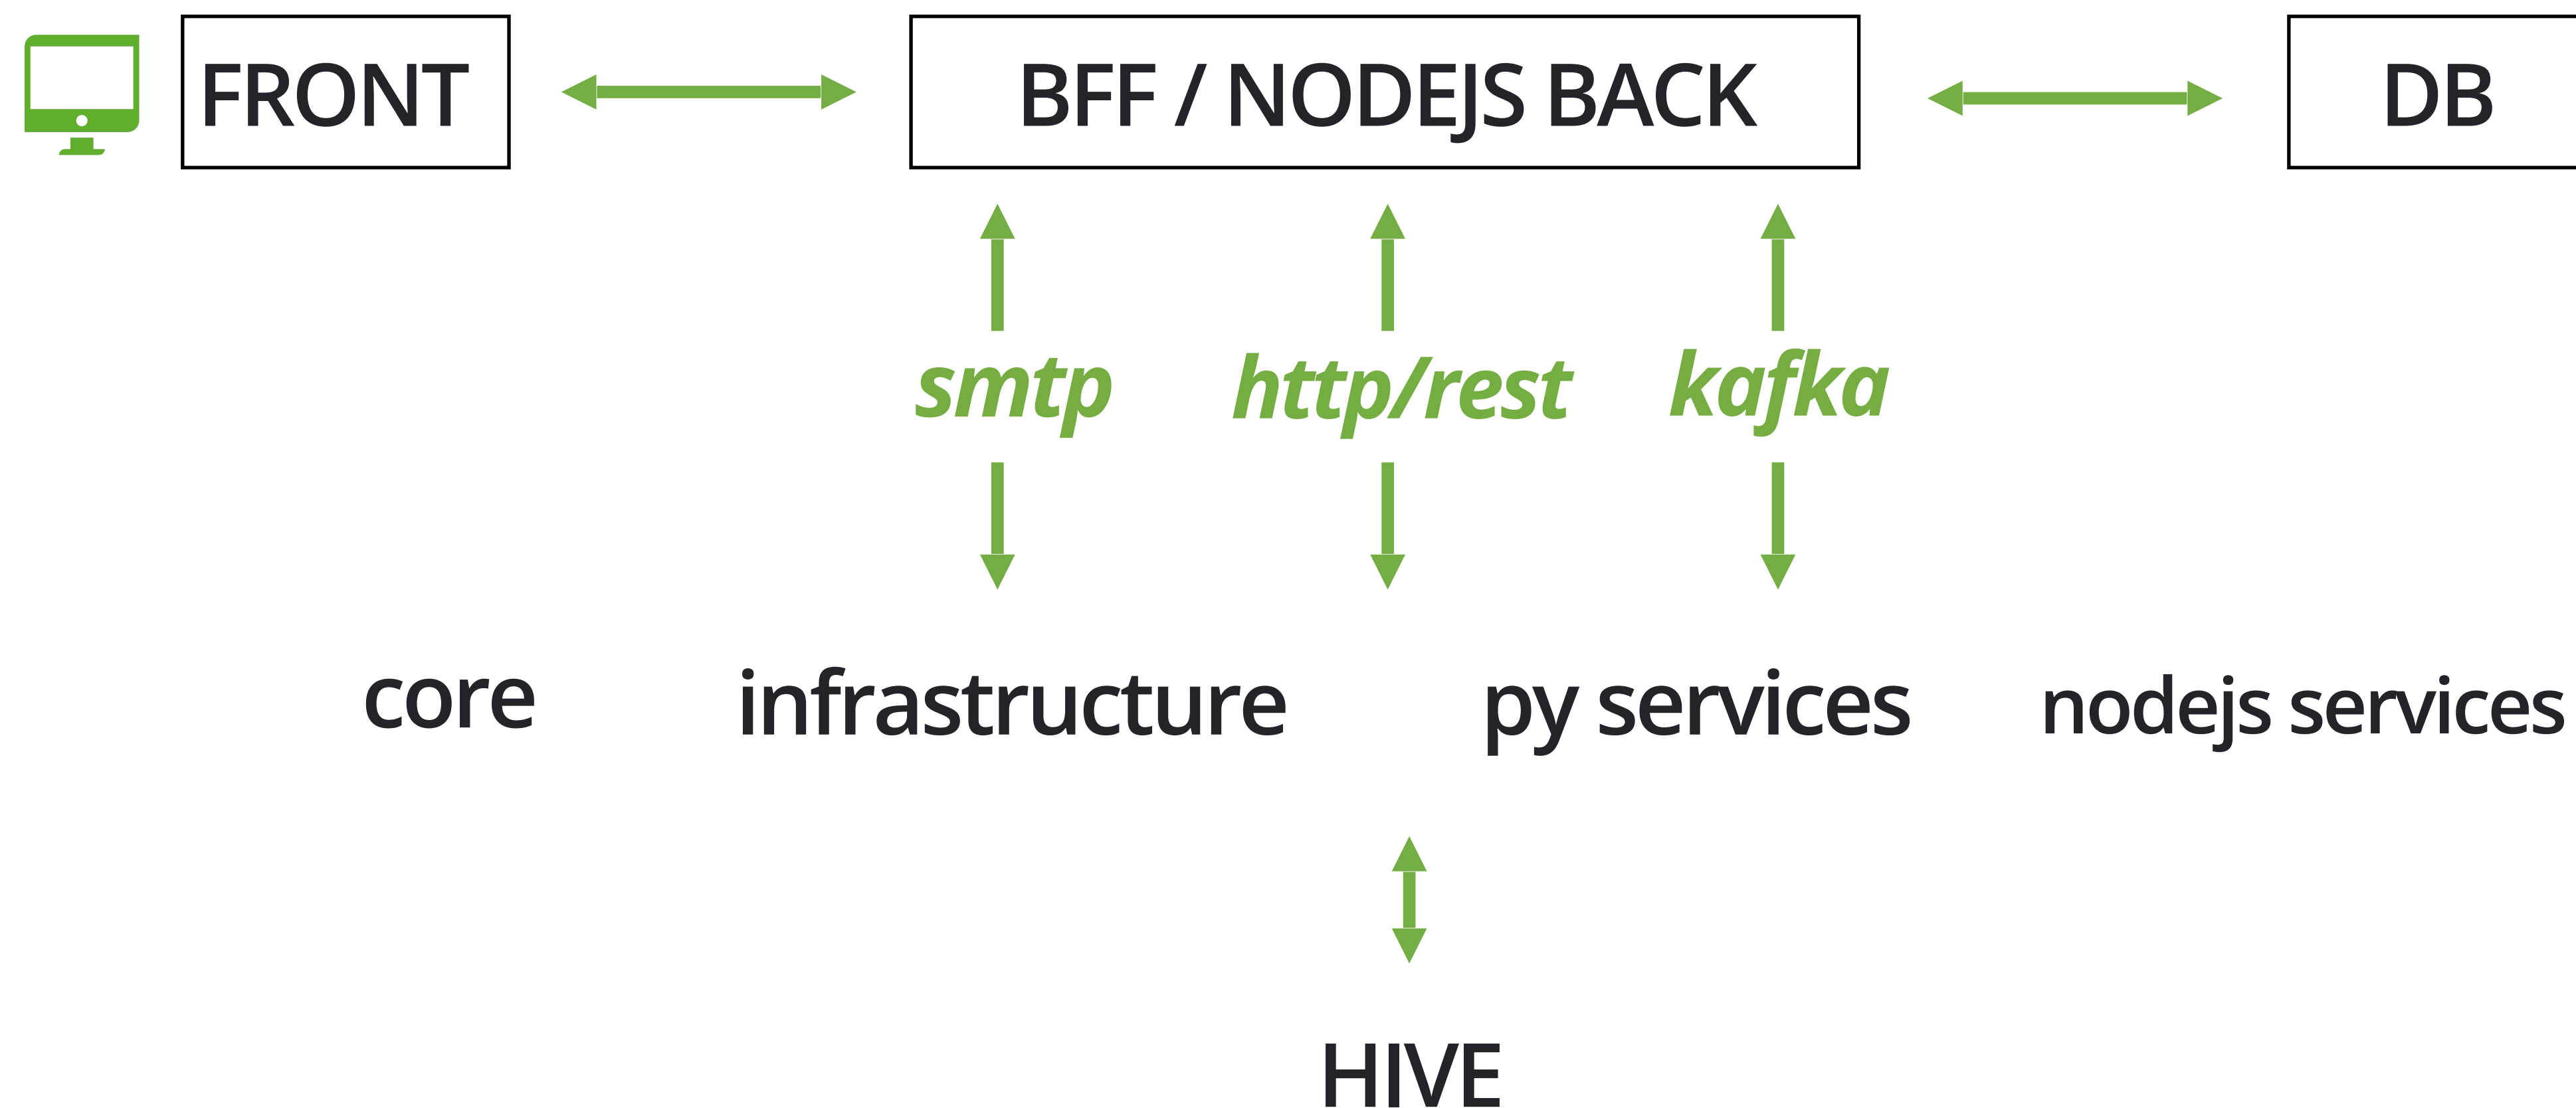 FRONT
BFF / NODEJS BACK
DB
smtp
http/rest
kafka
core
infrastructure
py services
nodejs services
HIVE